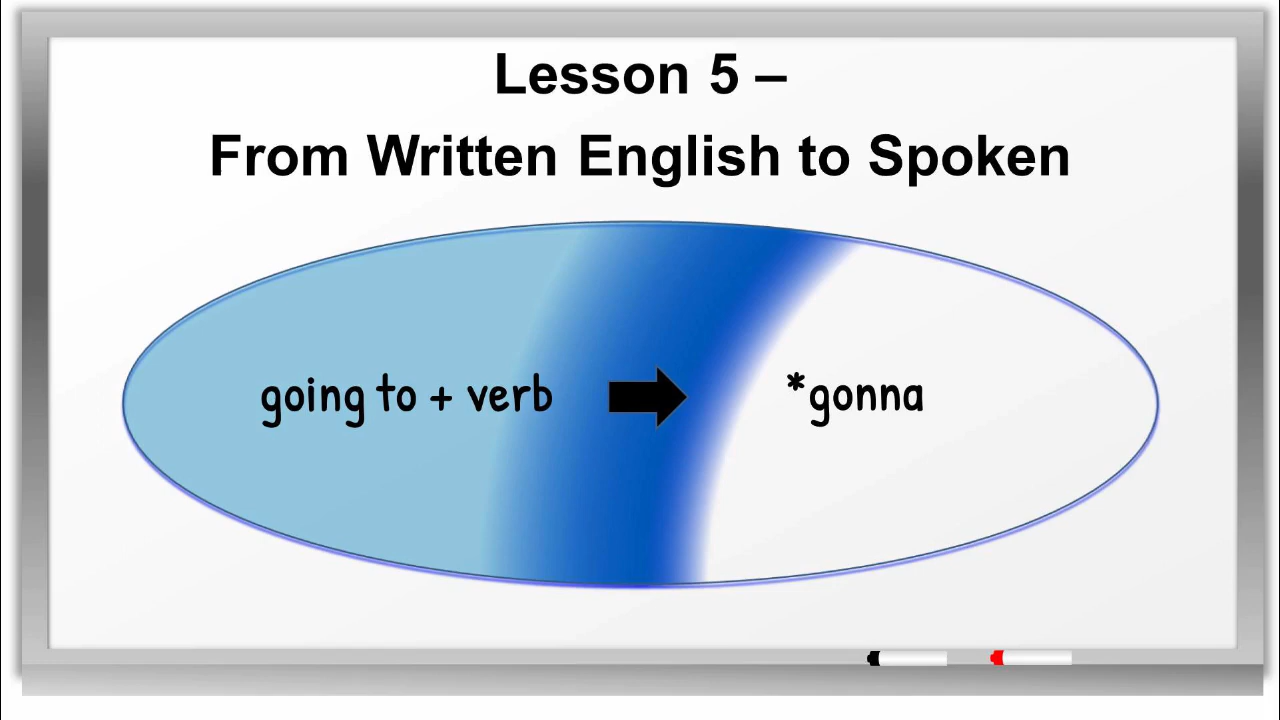 Lesson 5 –
From Written English to Spoken
going to + verb *gonna